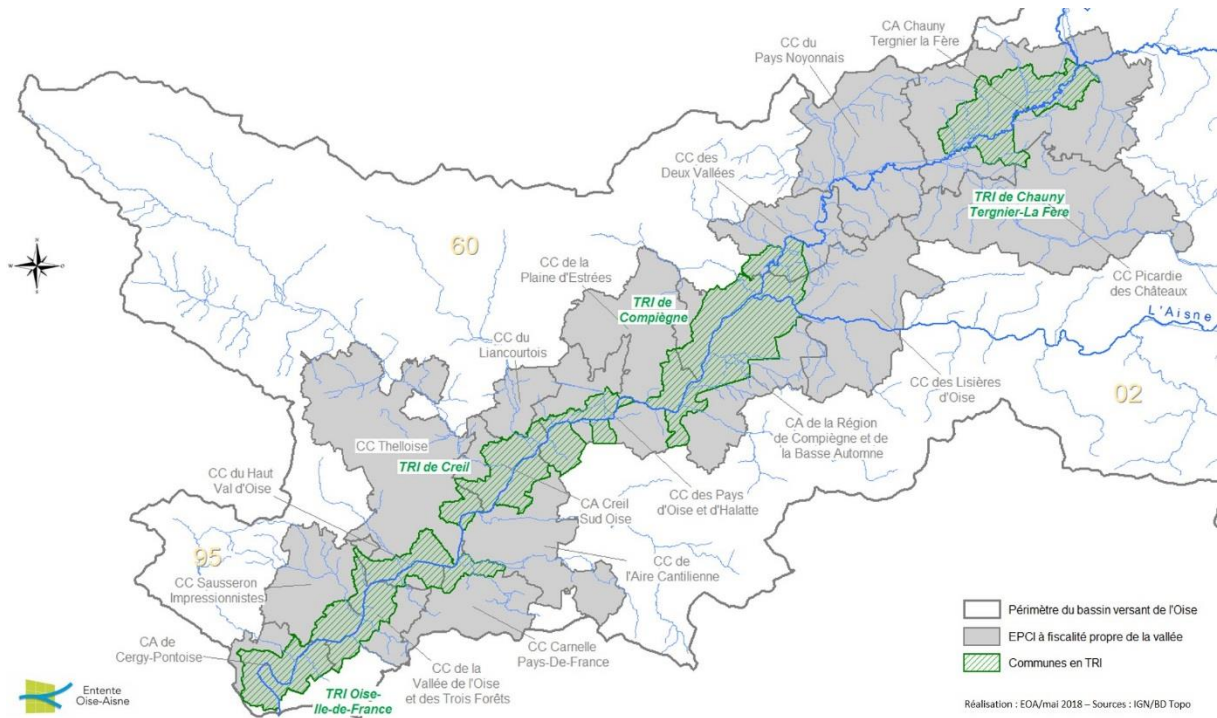 CA Chauny
Tergnier la Fère
CC du
Pays Noyonnais
CC des
Deux Vallées
TRI de Chauny
Tergnier-La Fère
60
CC de la
Plaine d'Estrées
TRI de
Compiègne
CC Picardie
des Châteaux
L'Aisne
CC du
Liancourtois
CC des Lisières
d'Oise
02
CA de la Région
de Compiègne et de
la Basse Automne
CC Thelloise
TRI de Creil
CC du Haut
Val d'Oise
CC des Pays
d'Oise et d'Halatte
CA Creil
Sud Oise
95
CC de
l'Aire Cantilienne
CC Sausseron
Impressionnistes
CA de
Cergy-Pontoise
CC Carnelle
Pays-De-France
CC de la
Vallée de l'Oise
et des Trois Forêts
TRI Oise-
Ile-de-France
Périmètre du bassin versant de l'Oise
EPCI à fiscalité propre de la vallée
Communes en TRI
Entente
Oise-Aisne
Réalisation : EOA/mai 2018 – Sources : IGN/BD Topo